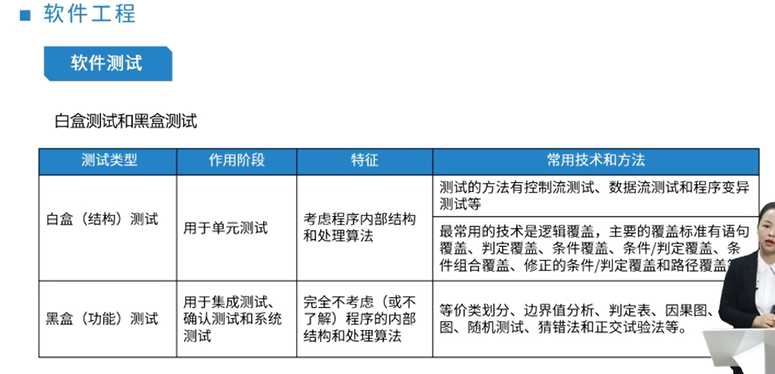 软件工程
软件测试
白盒测试和黑盒测试
测试类型 作用阶段 特征 常用技术和方法
白盒（结构）测试
用于单元测试
考虑程序内部结构
和处理算法
测试的方法有控制流测试、数据流测试和程序变异
测试等
最常用的技术是逻辑覆盖，主要的覆盖标准有语句
覆盖、判定覆盖、条件覆盖、条件/判定覆盖、条
件组合覆盖、修正的条件/判定覆盖和路径覆盖
黑盒（功能）测试
用于集成测试、
确认测试和系统
测试
完全不考虑（或不
了解）程序的内部
结构和处理算法
等价类划分、边界值分析、判定表、因果图、
图、随机测试、猜错法和正交试验法等。